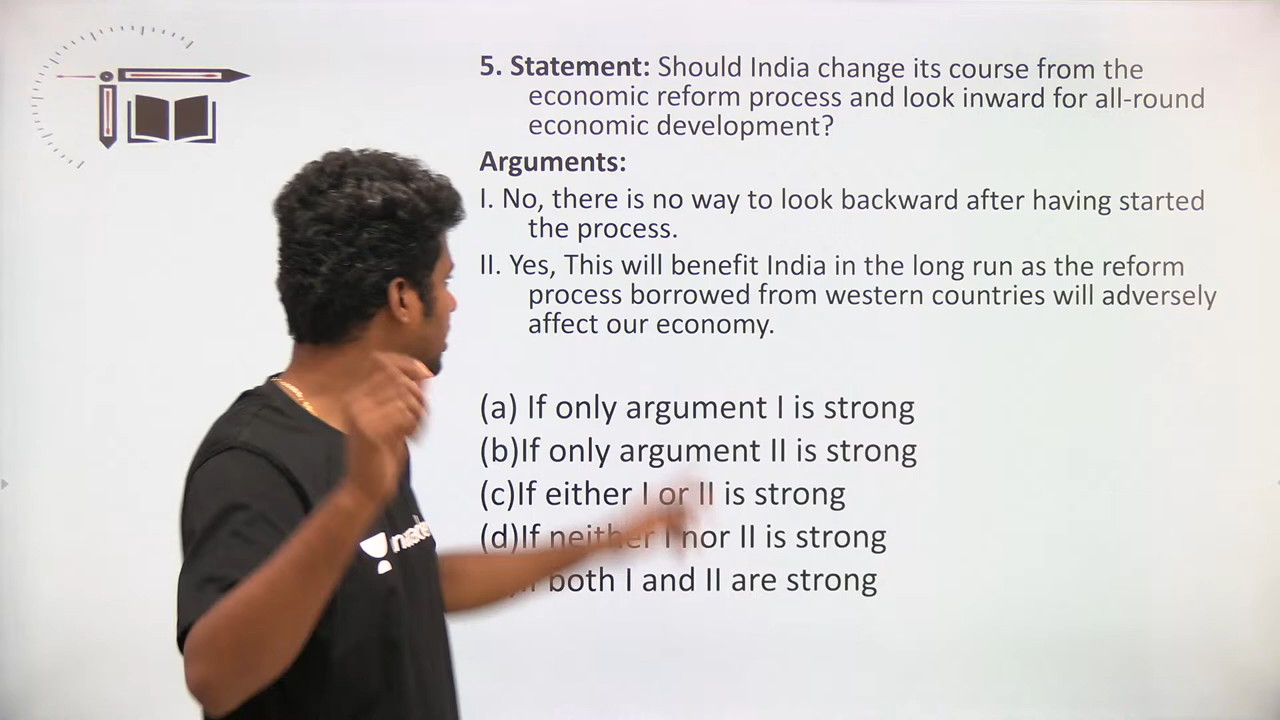 5. Statement: Should India change its course from the
economic reform process and look inward for all-round
economic development?
Arguments:
I. No, there is no way to look backward after having started
the process.
II. Yes, This will benefit India in the long run as the reform
process borrowed from western countries will adversely
affect our economy.
(a) If only argument I is strong
(b)If only argument II is strong
(c)If either I or II is strong
(d)If neither I nor II is strong
both I and II are strong